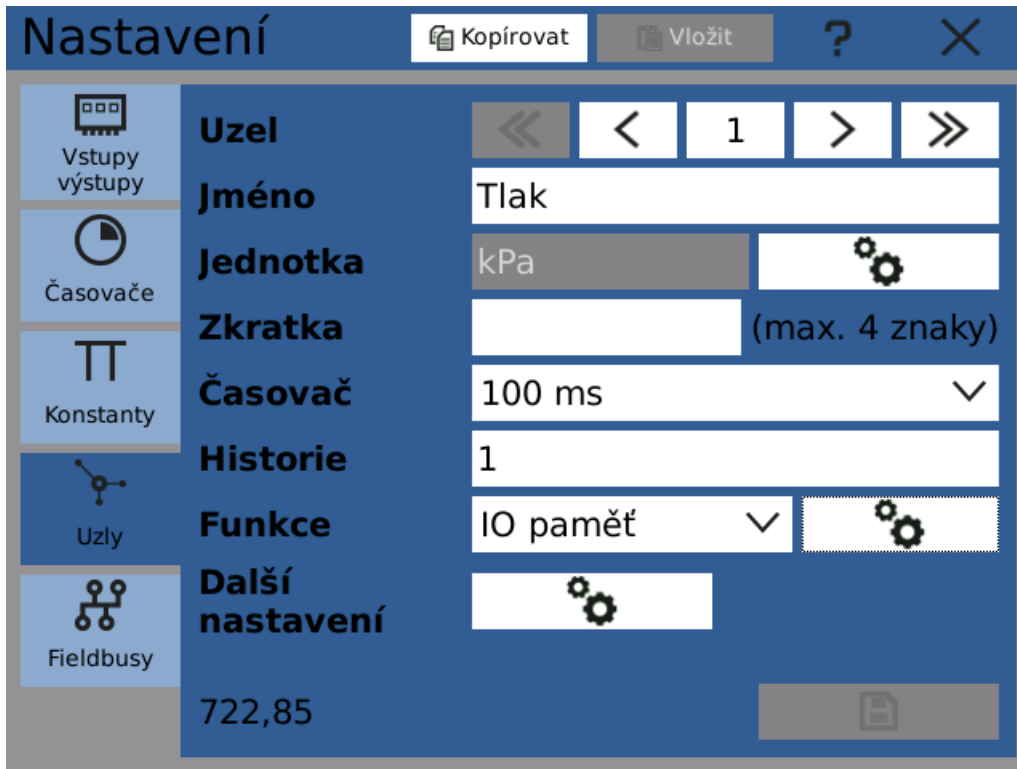 Nastavení
Kopírovat
Vložit
?
Vstupy
výstupy
Časovače
Konstanty
Uzly
Fieldbusy
Uzel
1
Jméno
Tlak
Jednotka
kPa
Zkratka
(max. 4 znaky)
Časovač
100 ms
Historie
1
Funkce
IO paměť
Další
nastavení
722,85